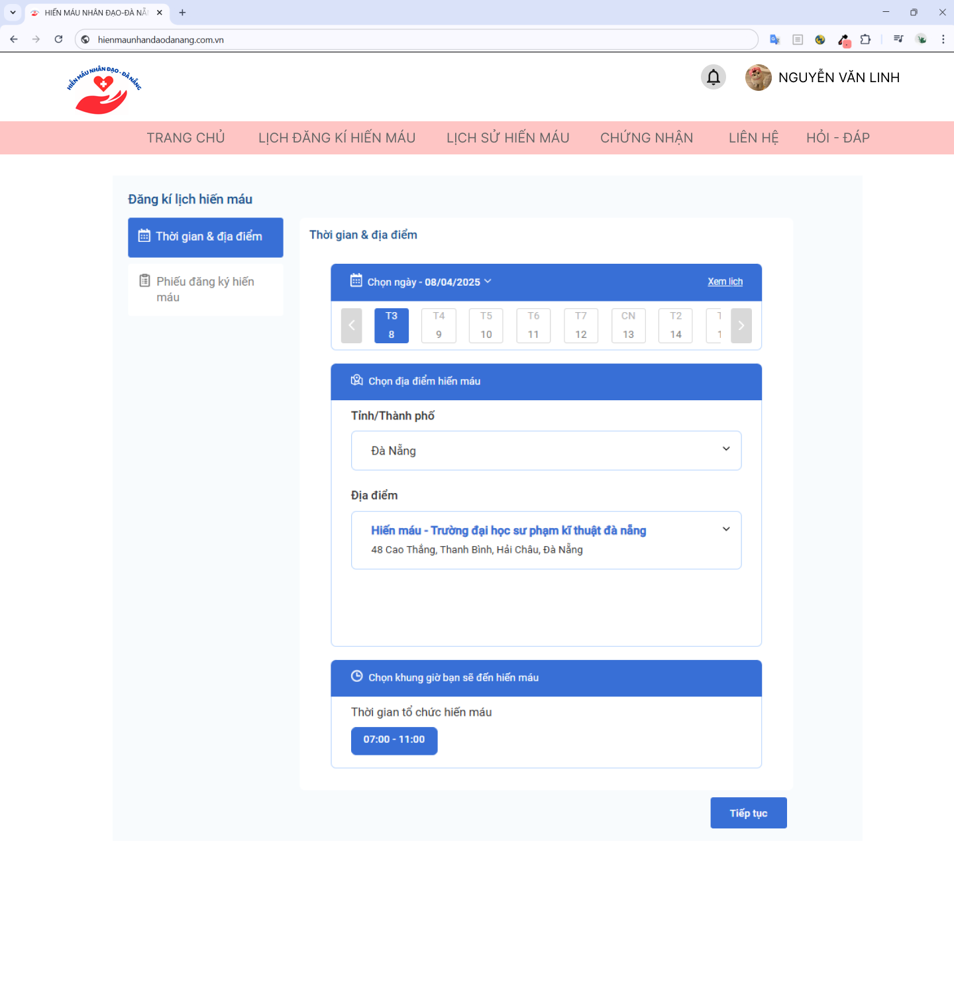 HIẾN MÁU NHÂN ĐẠO-ĐÀ NẴ
hienmaunhandaodanang.com.vn
HIẾN MÁU NHÂN ĐẠO - ĐÀ NẴNG
NGUYỄN VĂN LINH
TRANG CHỦ LỊCH ĐĂNG KÍ HIẾN MÁU LỊCH SỬ HIẾN MÁU CHỨNG NHẬN LIÊN HỆ HỎI - ĐÁP
Đăng kí lịch hiến máu
Thời gian & địa điểm
Phiếu đăng ký hiến
máu
Thời gian & địa điểm
Chọn ngày - 08/04/2025 Xem lịch
T3 T4 T5 T6 T7 CN T2 T
8 9 10 11 12 13 14 1
Chọn địa điểm hiến máu
Tỉnh/Thành phố
Đà Nẵng
Địa điểm
Hiến máu - Trường đại học sư phạm kĩ thuật đà nẵng
48 Cao Thắng, Thanh Bình, Hải Châu, Đà Nẵng
Chọn khung giờ bạn sẽ đến hiến máu
Thời gian tổ chức hiến máu
07:00 - 11:00
Tiếp tục